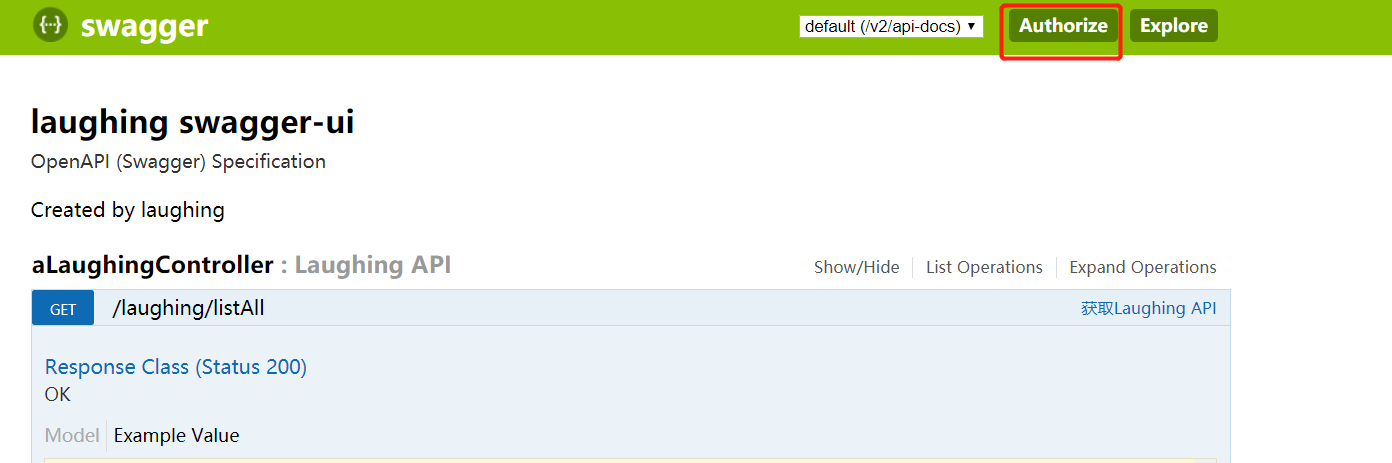 {···} swagger default (/v2/api-docs) ▼ Authorize Explore
laughing swagger-ui
OpenAPI (Swagger) Specification
Created by laughing
aLaughingController : Laughing API Show/Hide List Operations Expand Operations
GET /laughing/listAll 获取Laughing API
Response Class (Status 200)
OK
Model Example Value